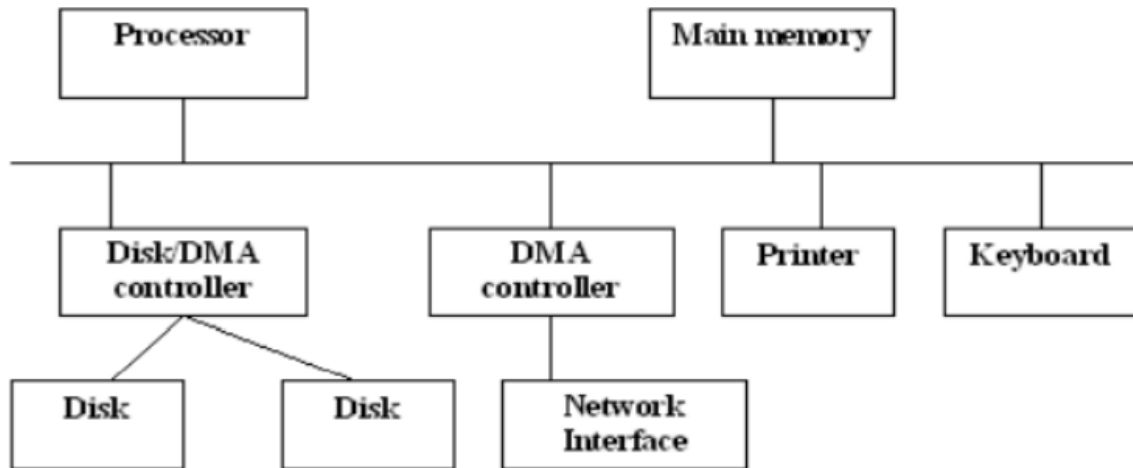 Processor
Main memory
Disk/DMA
controller
DMA
controller
Printer
Keyboard
Disk
Disk
Network
Interface